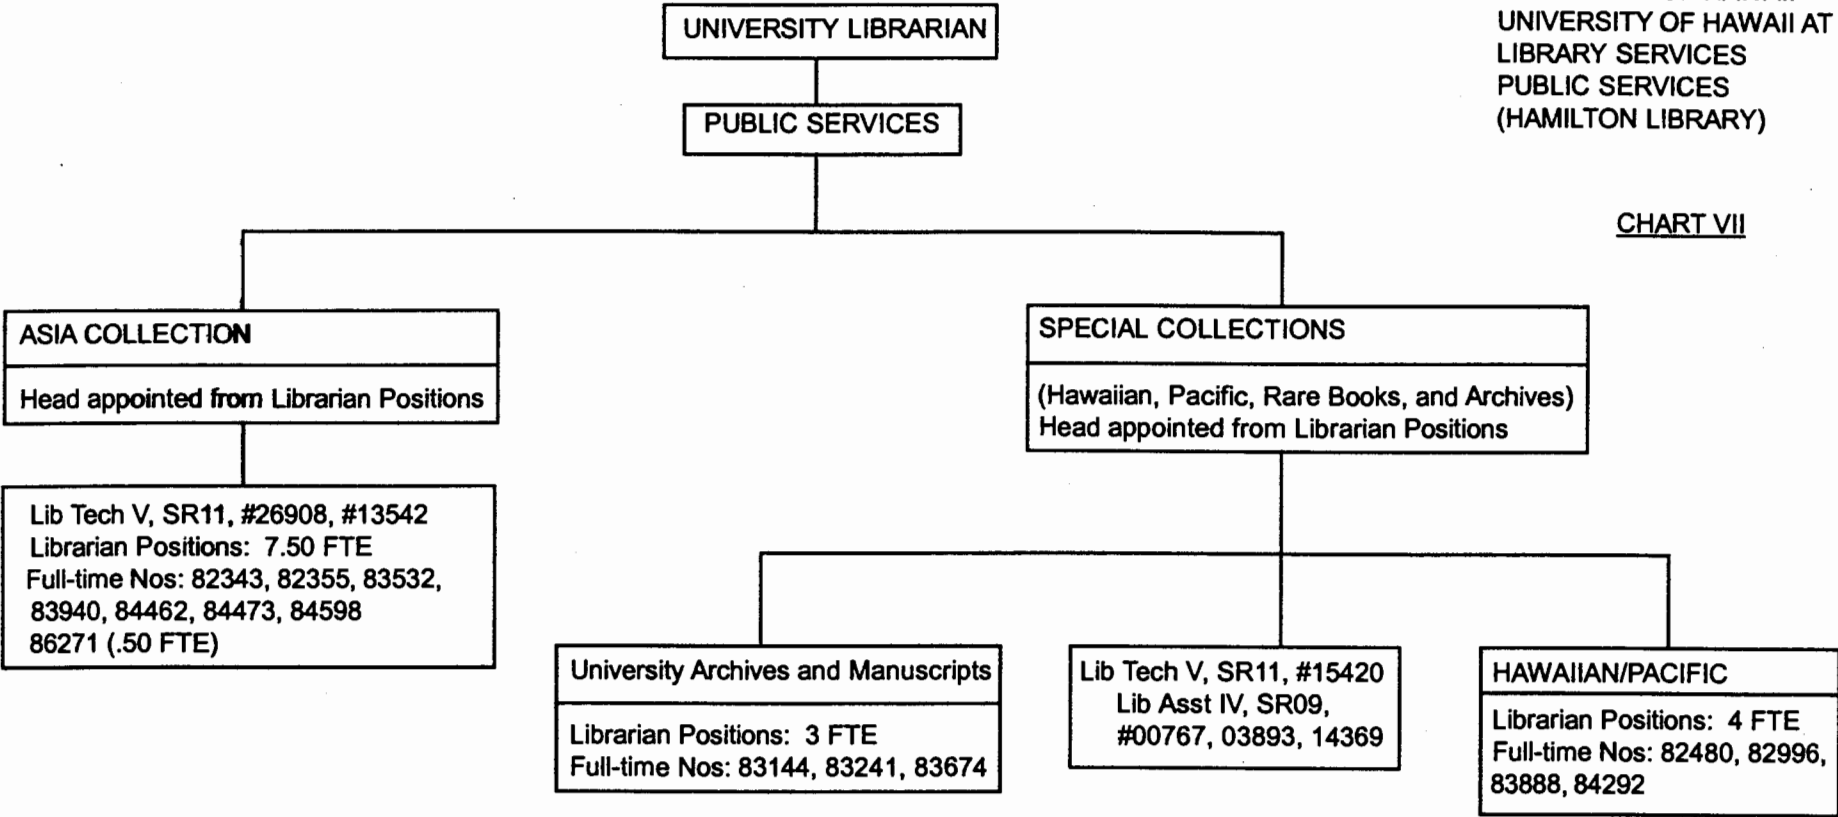 UNIVERSITY LIBRARIAN
PUBLIC SERVICES
UNIVERSITY OF HAWAII AT
LIBRARY SERVICES
PUBLIC SERVICES
(HAMILTON LIBRARY)
CHART VII
ASIA COLLECTION
Head appointed from Librarian Positions
Lib Tech V, SR11, #26908, #13542
Librarian Positions: 7.50 FTE
Full-time Nos: 82343, 82355, 83532,
83940, 84462, 84473, 84598
86271 (.50 FTE)
SPECIAL COLLECTIONS
(Hawaiian, Pacific, Rare Books, and Archives)
Head appointed from Librarian Positions
University Archives and Manuscripts
Librarian Positions: 3 FTE
Full-time Nos: 83144, 83241, 83674
Lib Tech V, SR11, #15420
Lib Asst IV, SR09,
#00767, 03893, 14369
HAWAIIAN/PACIFIC
Librarian Positions: 4 FTE
Full-time Nos: 82480, 82996,
83888, 84292